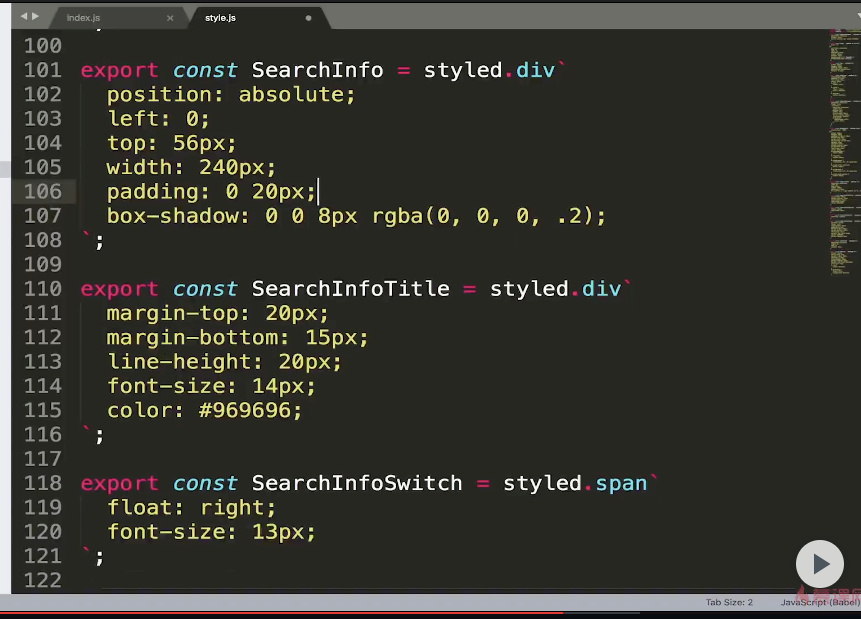 index.js
style.js
100
101 export const SearchInfo = styled.div`
102 position: absolute;
103 left: 0;
104 top: 56px;
105 width: 240px;
106 padding: 0 20px;
107 box-shadow: 0 0 8px rgba(0, 0, 0, .2);
108 `;
109
110 export const SearchInfoTitle = styled.div`
111 margin-top: 20px;
112 margin-bottom: 15px;
113 line-height: 20px;
114 font-size: 14px;
115 color: #969696;
116 `;
117
118 export const SearchInfoSwitch = styled.span`
119 float: right;
120 font-size: 13px;
121 `;
122
Tab Size: 2
JavaScript (Babel)